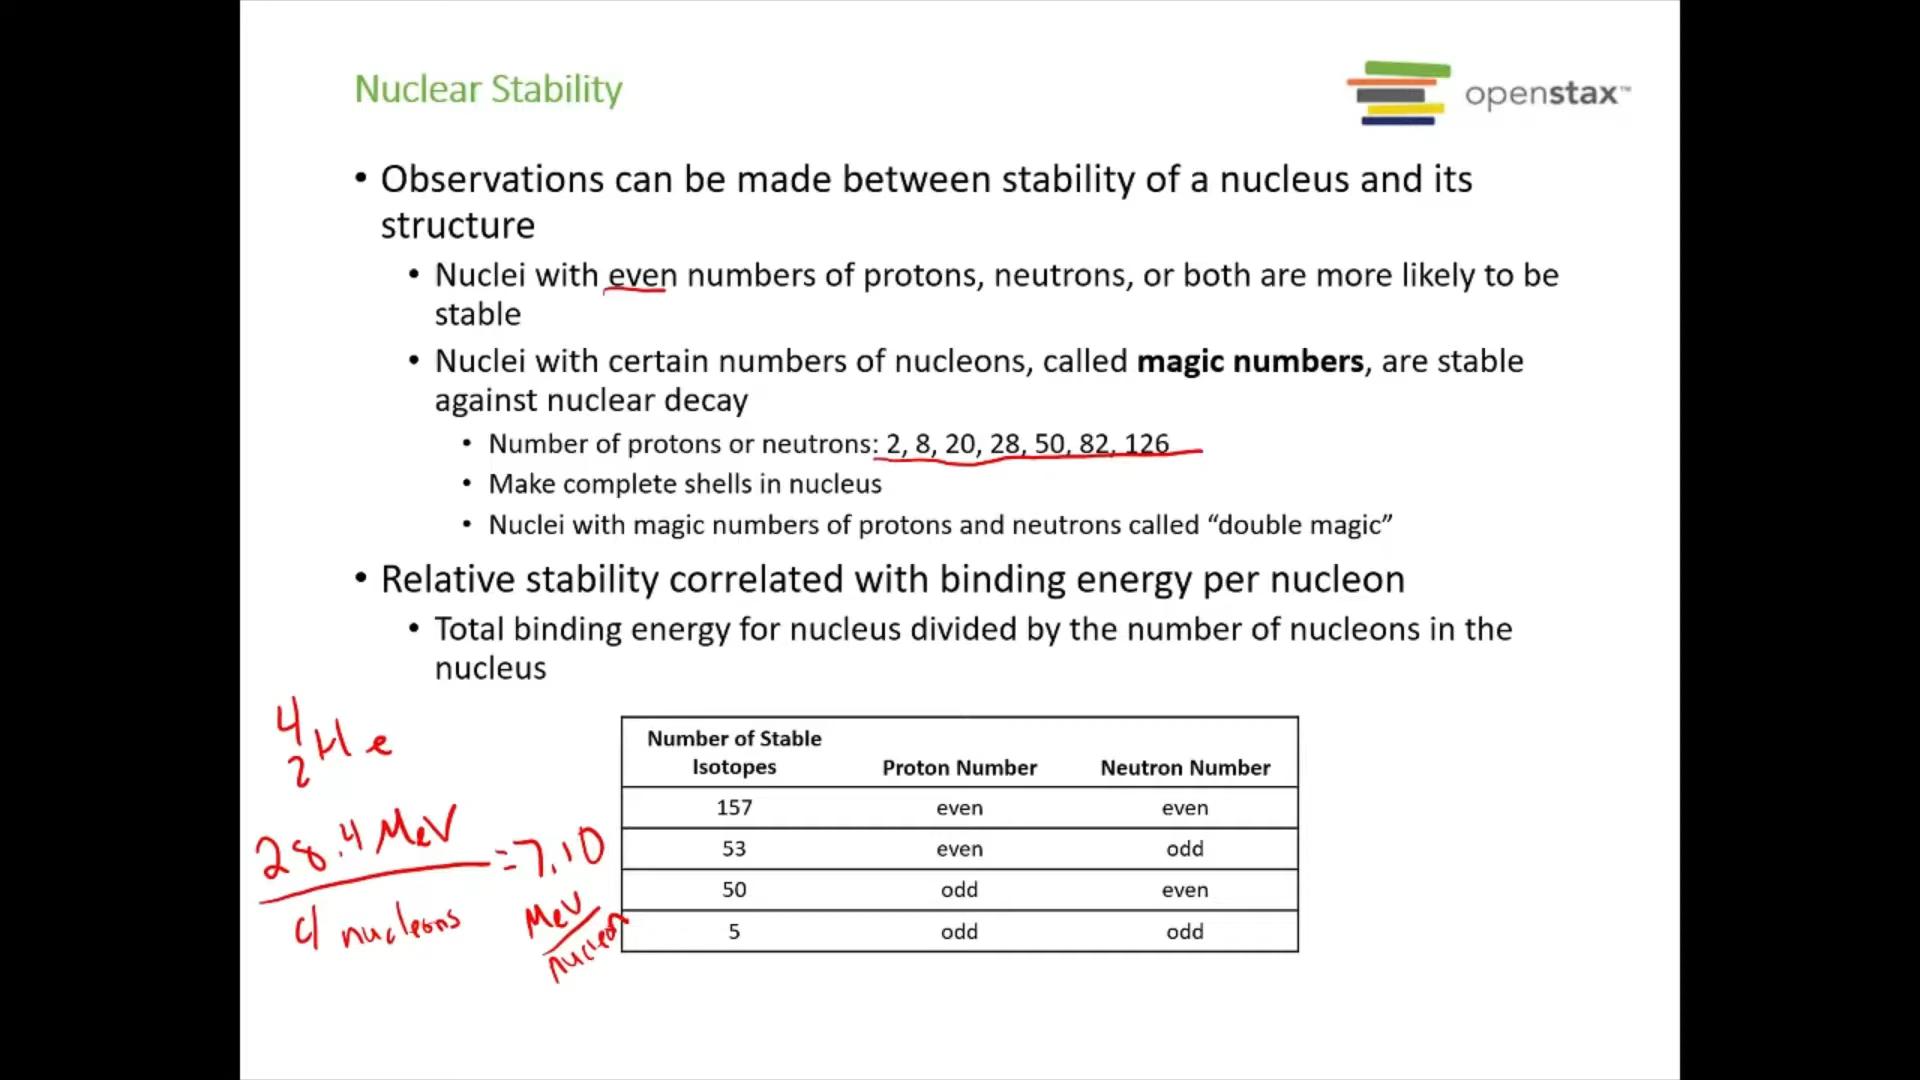 Nuclear Stability
openstax™
• Observations can be made between stability of a nucleus and its
structure
• Nuclei with even numbers of protons, neutrons, or both are more likely to be
stable
• Nuclei with certain numbers of nucleons, called magic numbers, are stable
against nuclear decay
• Number of protons or neutrons: 2, 8, 20, 28, 50, 82, 126
• Make complete shells in nucleus
• Nuclei with magic numbers of protons and neutrons called “double magic”
• Relative stability correlated with binding energy per nucleon
• Total binding energy for nucleus divided by the number of nucleons in the
nucleus
4
2 He
28.4 MeV
4 nucleons
=7.10
MeV
nucleon
Number of Stable
Isotopes Proton Number Neutron Number
157 even even
53 even odd
50 odd even
5 odd odd